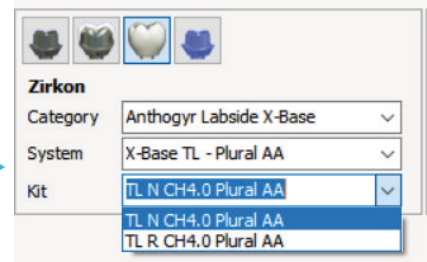 Zirkon
Category Anthogyr Labside X-Base
System X-Base TL - Plural AA
Kit TL N CH4.0 Plural AA
TL N CH4.0 Plural AA
TL R CH4.0 Plural AA